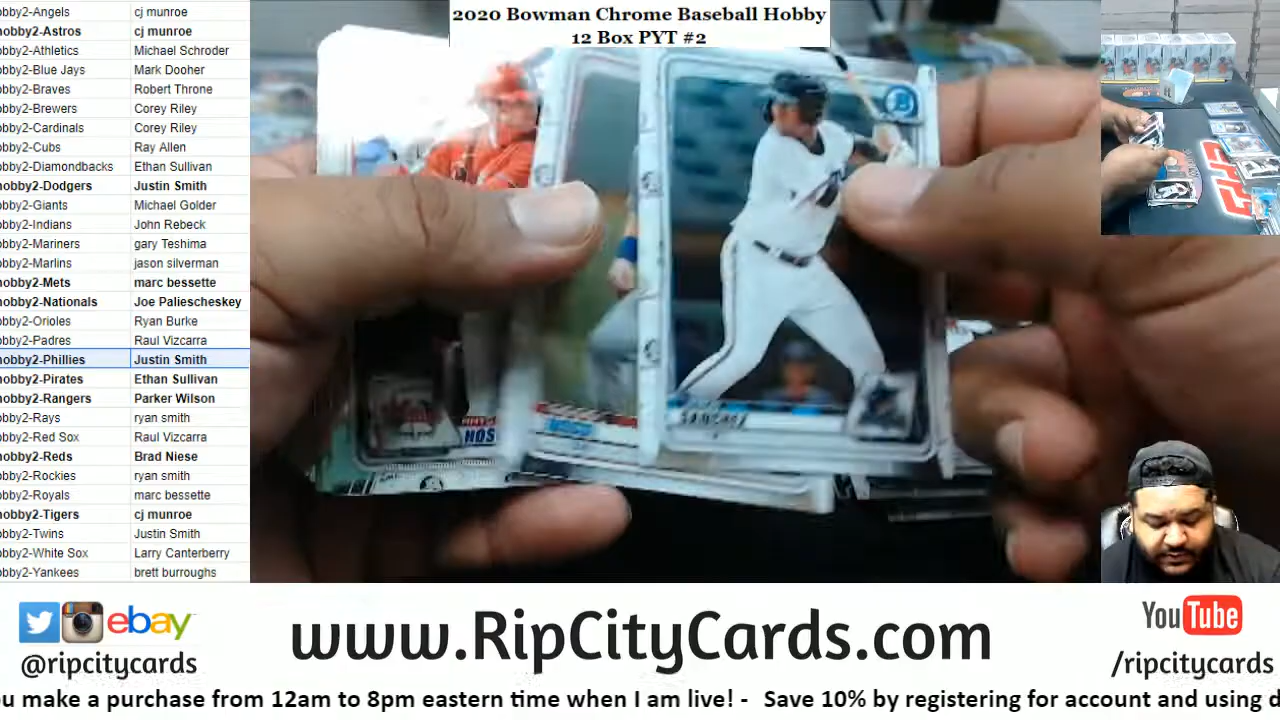 2020 Bowman Chrome Baseball Hobby
12 Box PYT #2
obby2-Angels cj munroe
hobby2-Astros cj munroe
obby2-Athletics Michael Schroder
obby2-Blue Jays Mark Dooher
obby2-Braves Robert Throne
obby2-Brewers Corey Riley
obby2-Cardinals Corey Riley
obby2-Cubs Ray Allen
obby2-Diamondbacks Ethan Sullivan
hobby2-Dodgers Justin Smith
obby2-Giants Michael Golder
obby2-Indians John Rebeck
obby2-Mariners gary Teshima
obby2-Marlins jason silverman
hobby2-Mets marc bessette
hobby2-Nationals Joe Paliescheskey
obby2-Orioles Ryan Burke
obby2-Padres Raul Vizcarra
hobby2-Phillies Justin Smith
hobby2-Pirates Ethan Sullivan
hobby2-Rangers Parker Wilson
obby2-Rays ryan smith
obby2-Red Sox Raul Vizcarra
hobby2-Reds Brad Niese
obby2-Rockies ryan smith
obby2-Royals marc bessette
hobby2-Tigers cj munroe
obby2-Twins Justin Smith
obby2-White Sox Larry Canterberry
obby2-Yankees brett burroughs
SANCHEZ
HOS
ebay
@ripcitycards
www.RipCityCards.com
YouTube
/ripcitycards
ou make a purchase from 12am to 8pm eastern time when I am live! - Save 10% by registering for account and using d